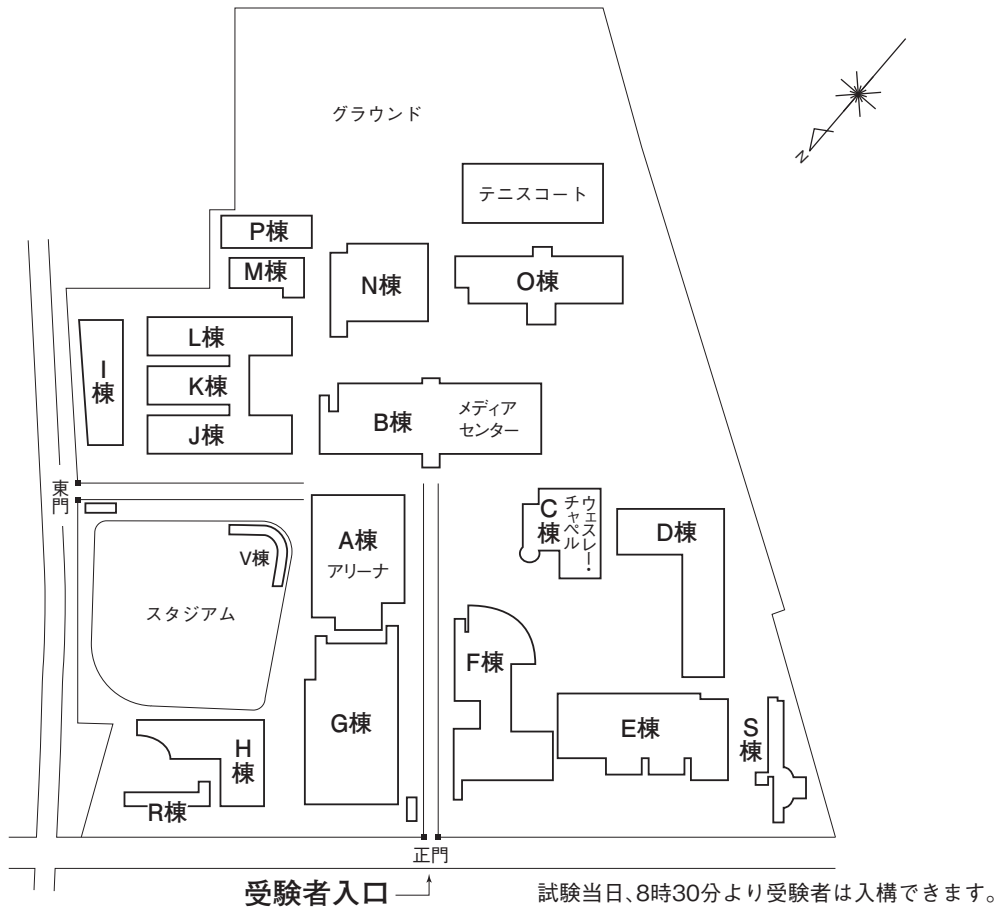 グラウンド
N
テニスコート
P棟
M棟
N棟
O棟
L棟
I棟
K棟
J棟
B棟
メディア
センター
東門
C棟
ウェスレー・
チャペル
D棟
A棟
アリーナ
V棟
スタジアム
F棟
G棟
E棟
S棟
H棟
R棟
正門
受験者入口
試験当日、8時30分より受験者は入構できます。